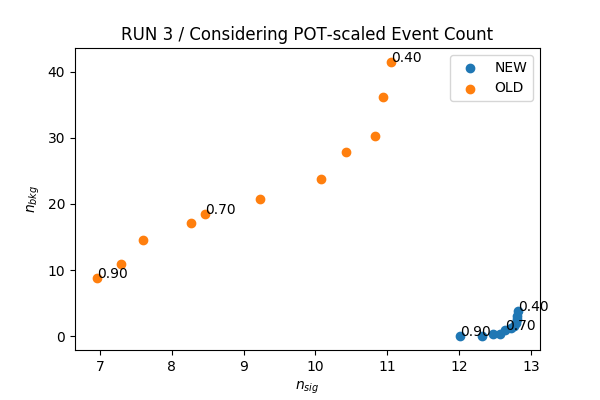 RUN 3 / Considering POT-scaled Event Count
NEW
OLD
0.40
0.70
0.90
0.40
0.70
0.90
40
30
20
10
0
n_bkg
7 8 9 10 11 12 13
n_sig